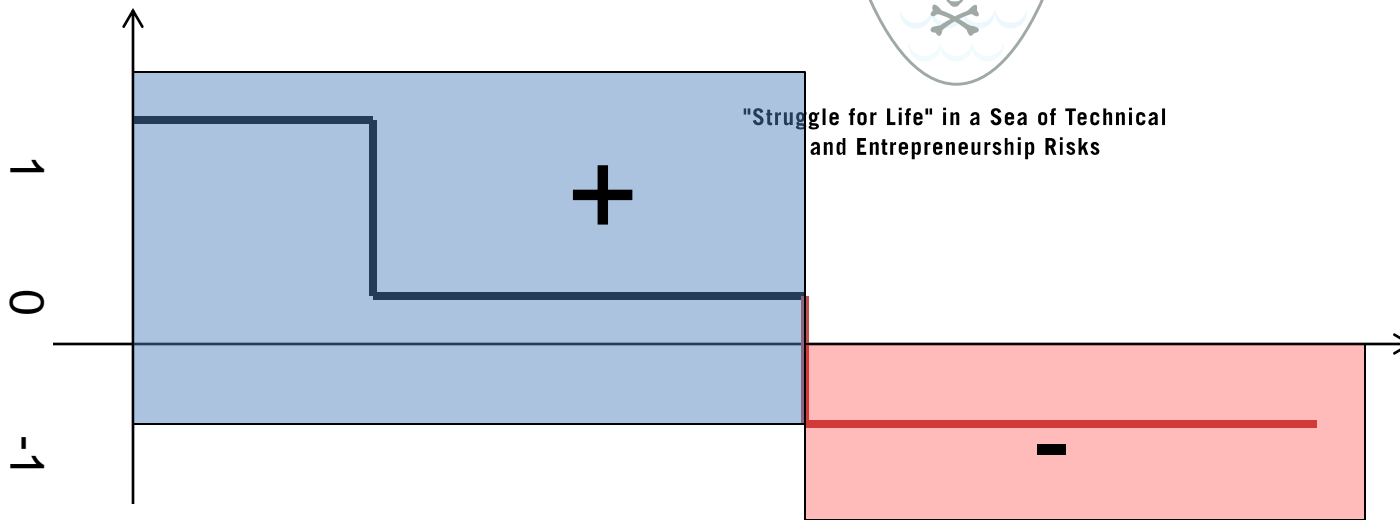 "Struggle for Life" in a Sea of Technical
and Entrepreneurship Risks
1
+
0
-1
-